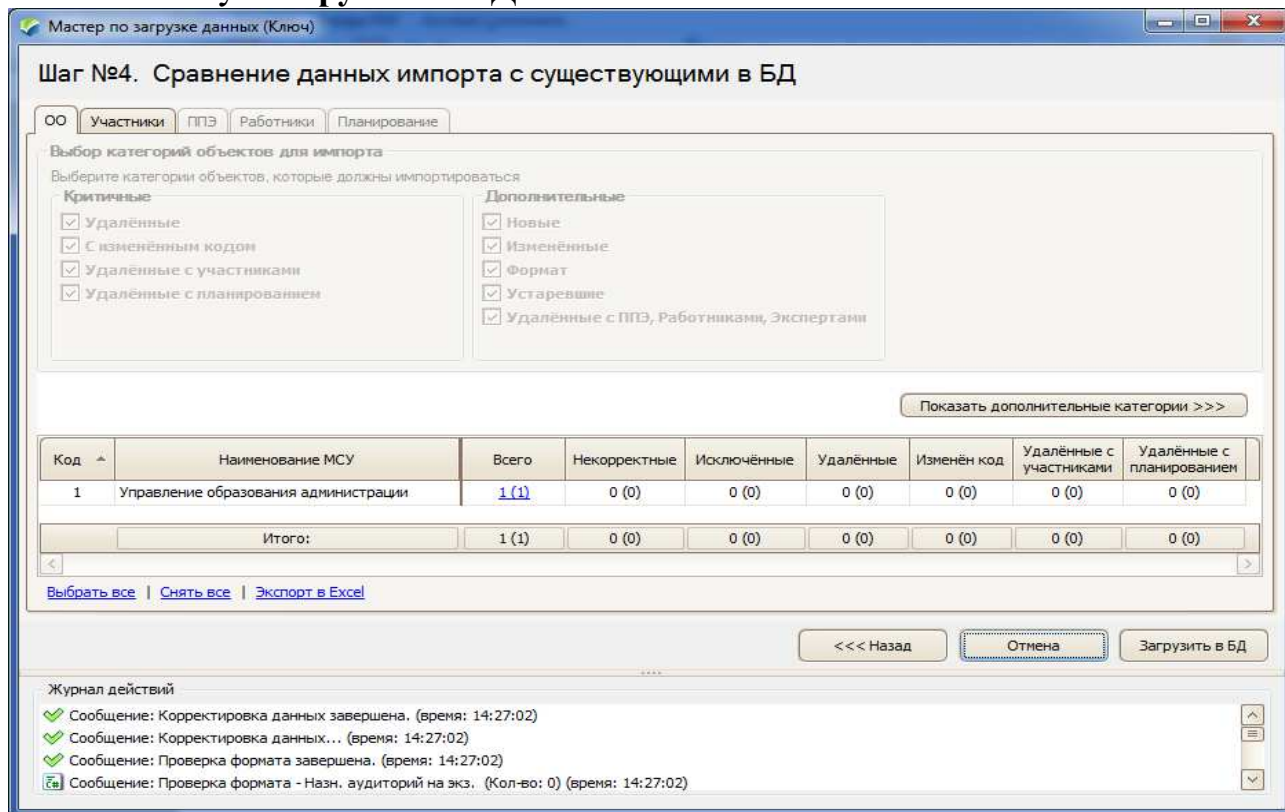 Мастер по загрузке данных (Ключ)
Шаг №4. Сравнение данных импорта с существующими в БД
ОО Участники ППЭ Работники Планирование
Выбор категорий объектов для импорта
Выберите категории объектов, которые должны импортироваться
Критичные
Удалённые
С изменённым кодом
Удалённые с участниками
Удалённые с планированием
Дополнительные
Новые
Изменённые
Формат
Устаревшие
Удалённые с ППЭ, Работниками, Экспертами
Показать дополнительные категории >>>
Код Наименование МСУ Всего Некорректные Исключённые Удалённые Изменён код Удалённые с участниками Удалённые с планированием
1 Управление образования администрации 1 (1) 0 (0) 0 (0) 0 (0) 0 (0) 0 (0) 0 (0)
Итого: 1 (1) 0 (0) 0 (0) 0 (0) 0 (0) 0 (0) 0 (0)
Выбрать все | Снять все | Экспорт в Excel
<<< Назад Отмена Загрузить в БД
Журнал действий
Сообщение: Корректировка данных завершена. (время: 14:27:02)
Сообщение: Корректировка данных... (время: 14:27:02)
Сообщение: Проверка формата завершена. (время: 14:27:02)
Сообщение: Проверка формата - Назн. аудиторий на экз. (Кол-во: 0) (время: 14:27:02)